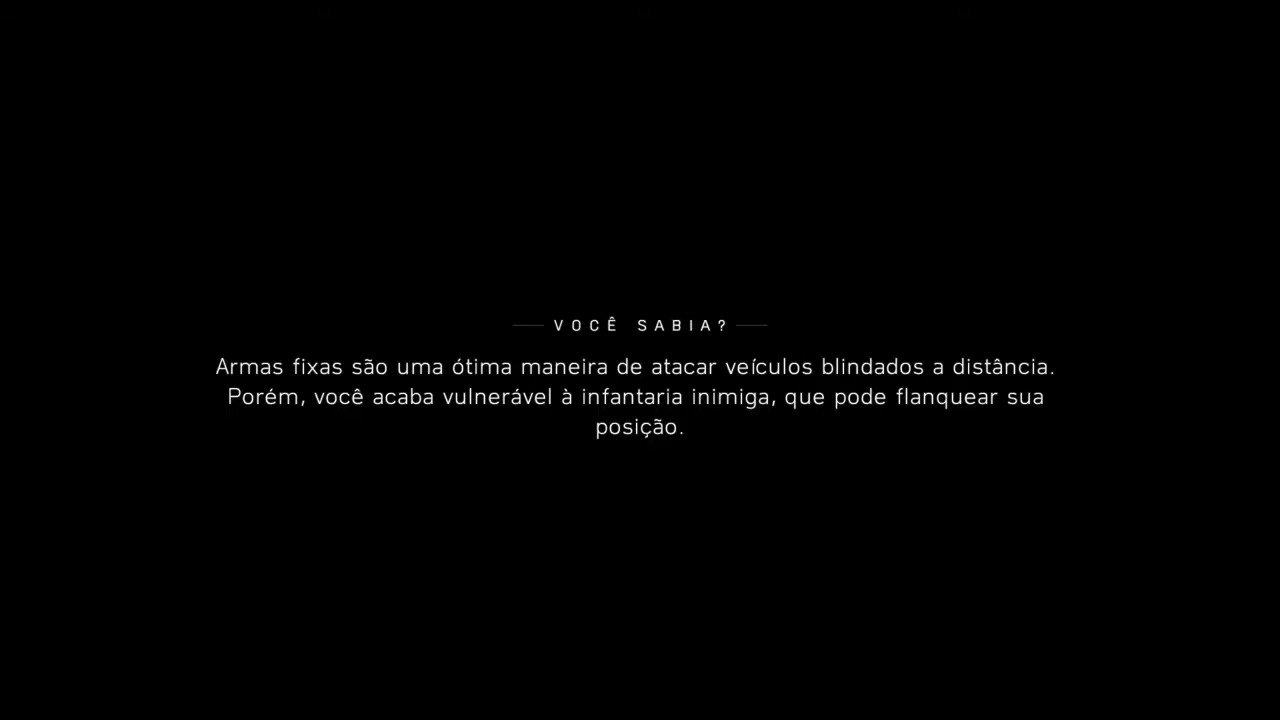 VOCÊ SABIA?
Armas fixas são uma ótima maneira de atacar veículos blindados a distância.
Porém, você acaba vulnerável à infantaria inimiga, que pode flanquear sua
posição.